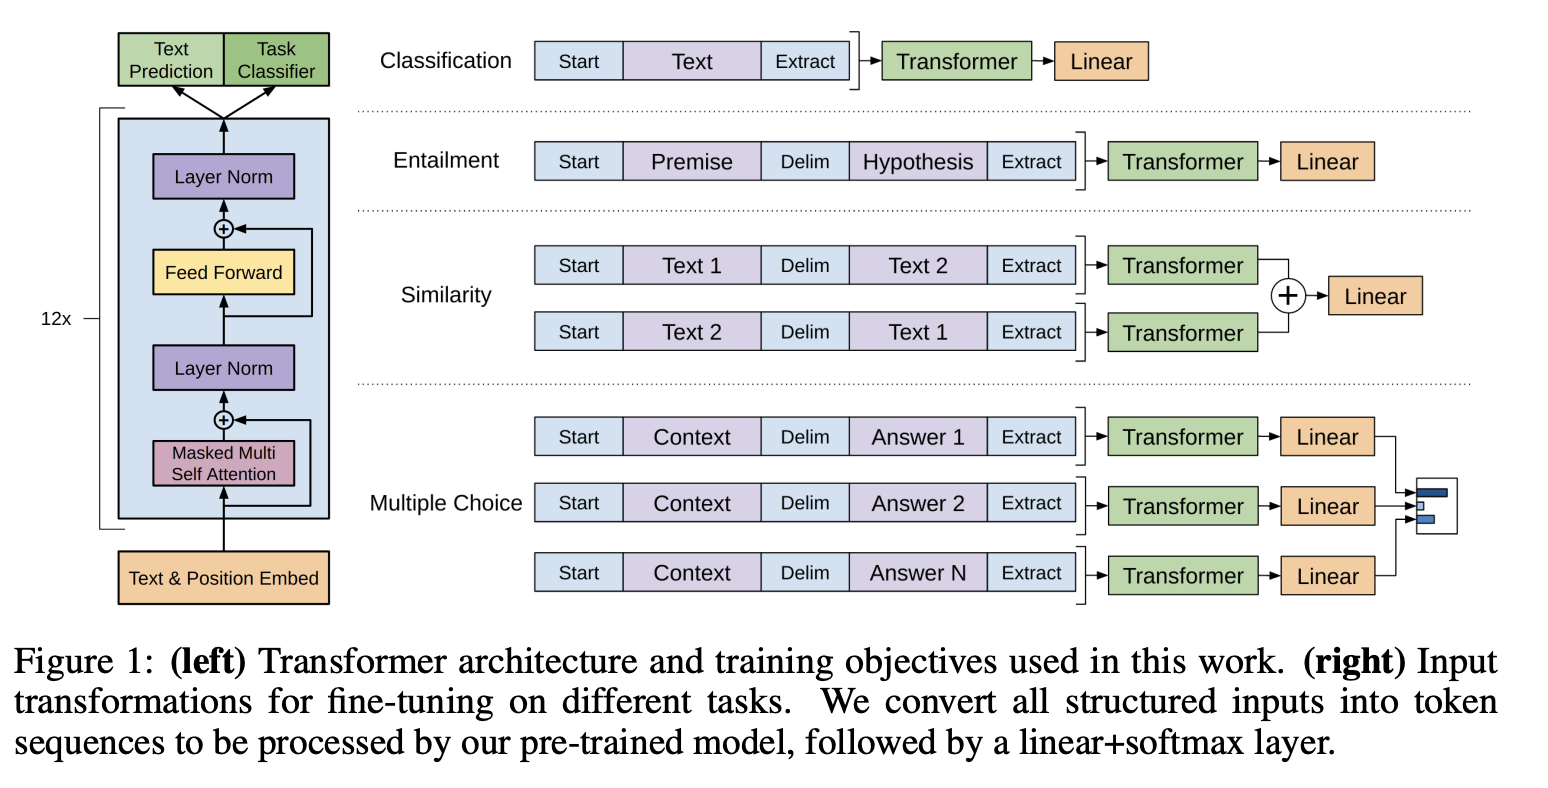 Text
Prediction
Task
Classifier
12x
Layer Norm
+
Feed Forward
Layer Norm
+
Masked Multi
Self Attention
Text & Position Embed
Classification
Start Text Extract Transformer Linear
Entailment
Start Premise Delim Hypothesis Extract Transformer Linear
Similarity
Start Text 1 Delim Text 2 Extract Transformer
+ Linear
Start Text 2 Delim Text 1 Extract Transformer
Multiple Choice
Start Context Delim Answer 1 Extract Transformer Linear
Start Context Delim Answer 2 Extract Transformer Linear
Start Context Delim Answer N Extract Transformer Linear
Figure 1: (left) Transformer architecture and training objectives used in this work. (right) Input
transformations for fine-tuning on different tasks. We convert all structured inputs into token
sequences to be processed by our pre-trained model, followed by a linear+softmax layer.